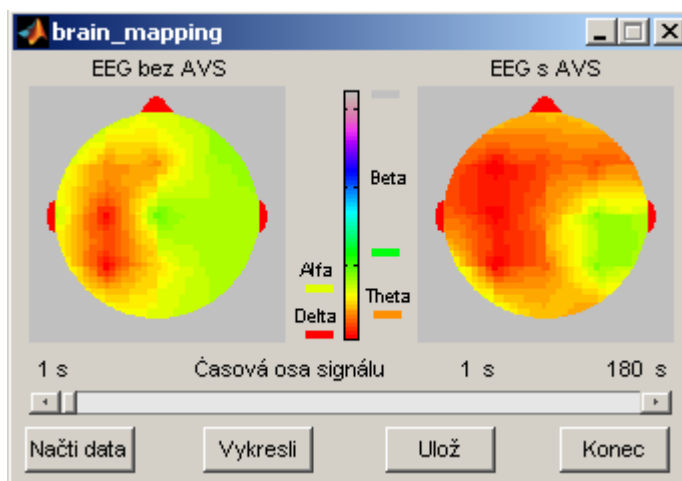 brain_mapping
EEG bez AVS
EEG s AVS
Beta
Alfa
Theta
Delta
1 s
Časová osa signálu
1 s
180 s
Načti data
Vykresli
Ulož
Konec